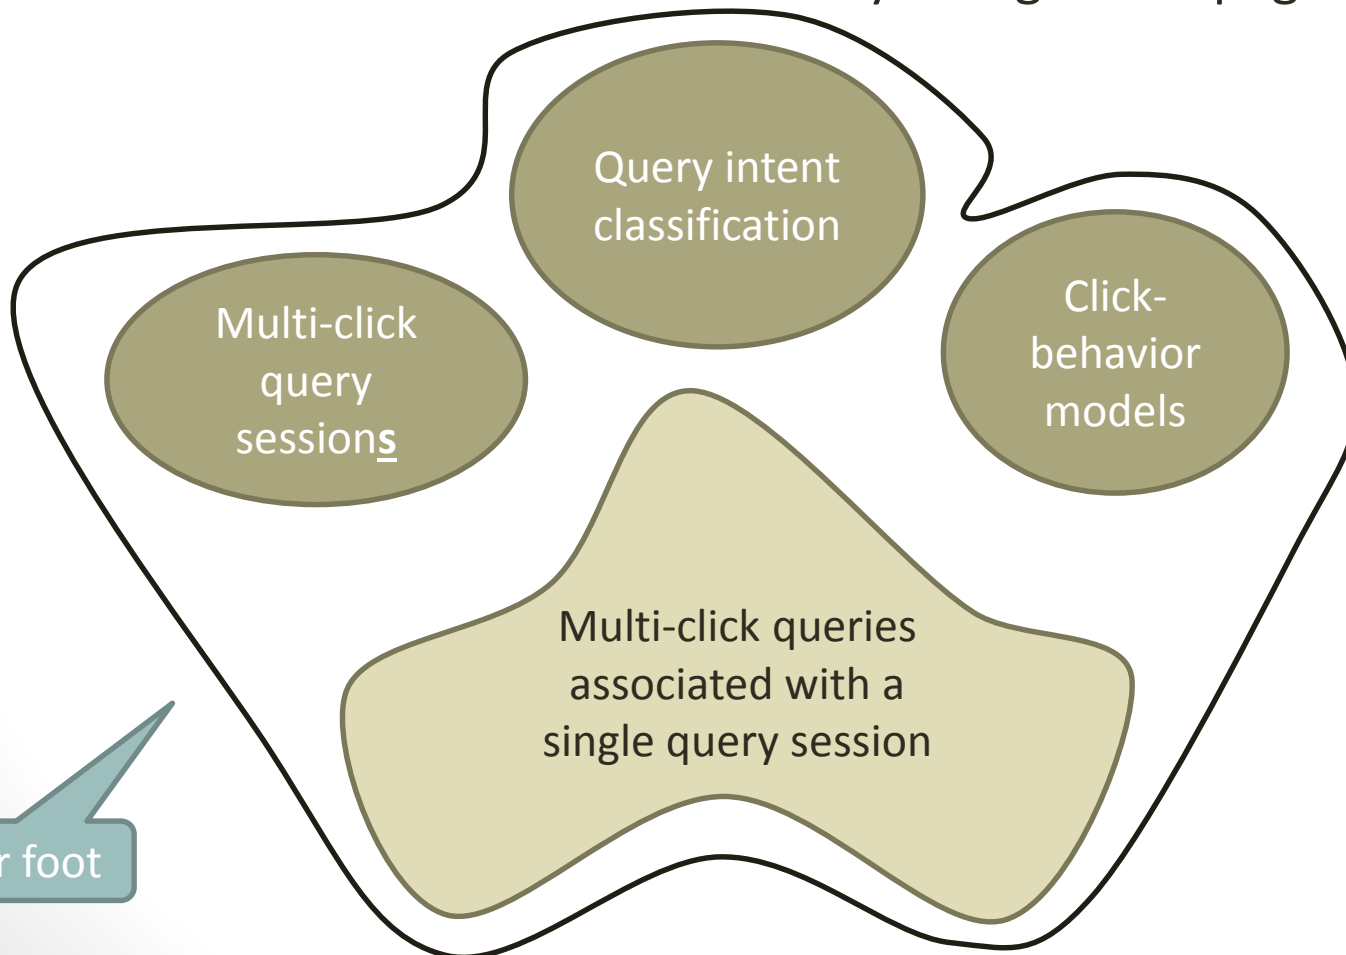 Query intent
classification
Multi-click
query
sessions
Click-
behavior
models
Multi-click queries
associated with a
single query session
foot